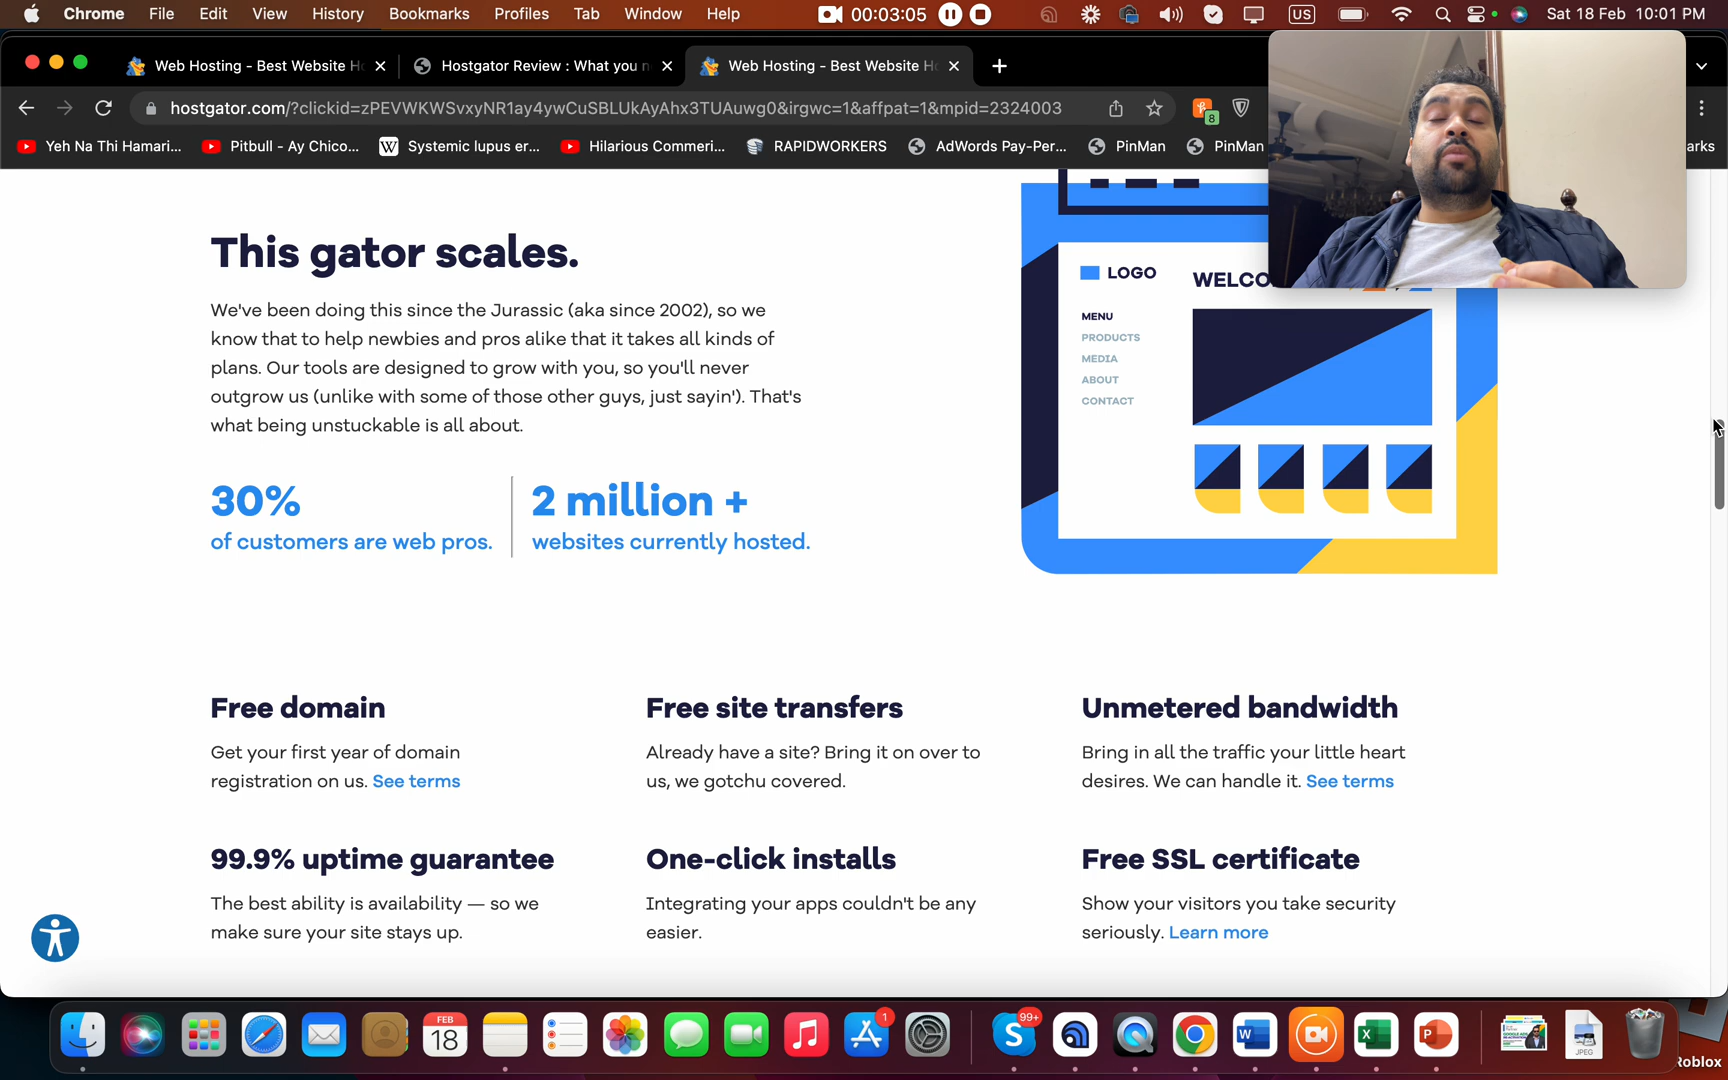 Chrome File Edit View History Bookmarks Profiles Tab Window Help 00:03:05 US Sat 18 Feb 10:01 PM
Web Hosting - Best Website H Hostgator Review : What you n Web Hosting - Best Website H
hostgator.com/?clickid=zPEVWKWSvxyNR1ay4ywCuSBLUkAyAhx3TUAuwg0&irgwc=1&affpat=1&mpid=2324003 8
Yeh Na Thi Hamari... Pitbull - Ay Chico... W Systemic lupus er... Hilarious Commeri... RAPIDWORKERS AdWords Pay-Per... PinMan PinMan arks
This gator scales.
We've been doing this since the Jurassic (aka since 2002), so we
know that to help newbies and pros alike that it takes all kinds of
plans. Our tools are designed to grow with you, so you'll never
outgrow us (unlike with some of those other guys, just sayin'). That's
what being unstuckable is all about.
30%
of customers are web pros.
2 million +
websites currently hosted.
LOGO
WELCO
MENU
PRODUCTS
MEDIA
ABOUT
CONTACT
Free domain
Get your first year of domain
registration on us. See terms
Free site transfers
Already have a site? Bring it on over to
us, we gotchu covered.
Unmetered bandwidth
Bring in all the traffic your little heart
desires. We can handle it. See terms
99.9% uptime guarantee
The best ability is availability — so we
make sure your site stays up.
One-click installs
Integrating your apps couldn't be any
easier.
Free SSL certificate
Show your visitors you take security
seriously. Learn more
FEB
18
1
99+
S
W
X
P
JPEG
Roblox